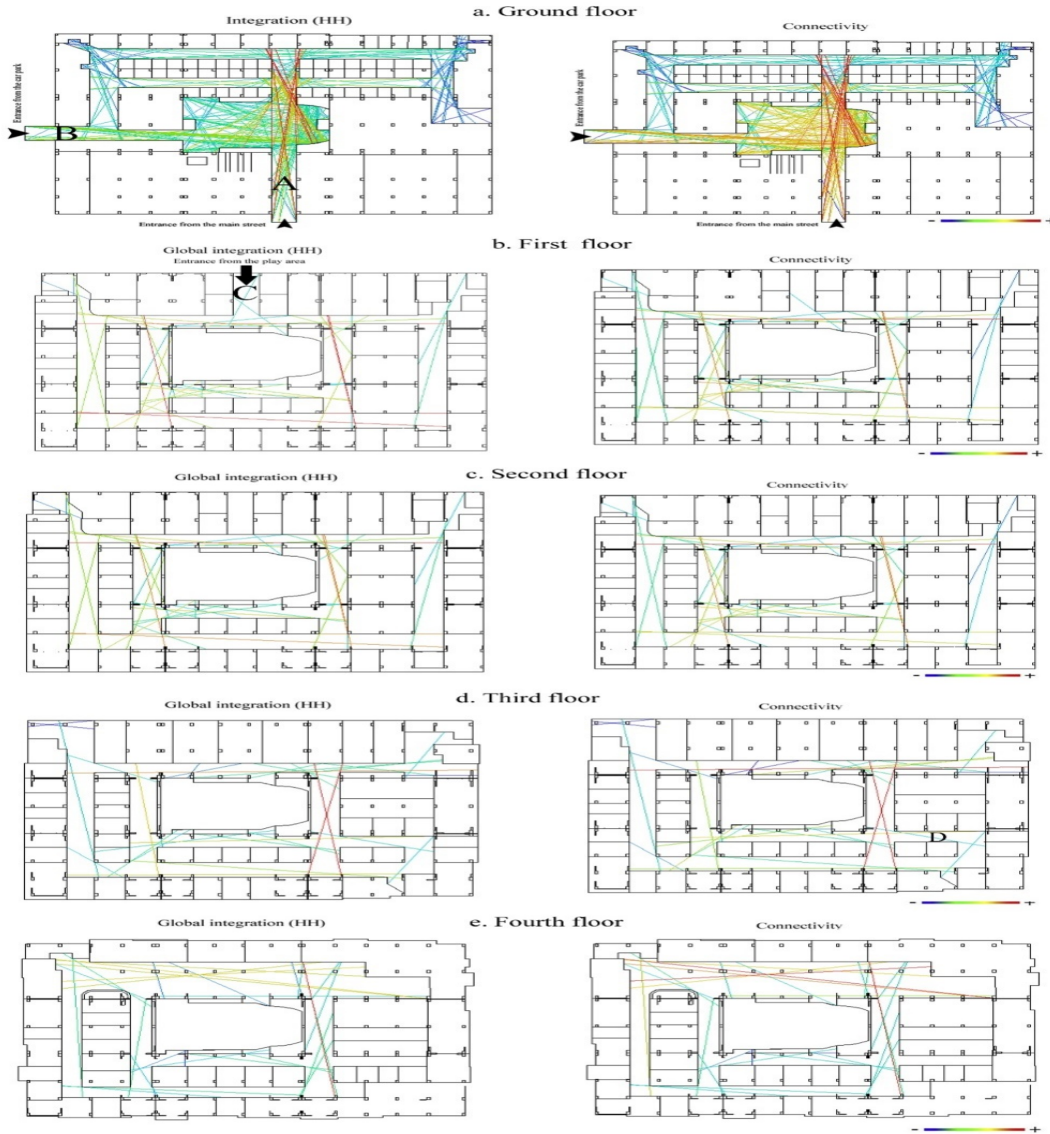 a. Ground floor
Integration (HH)
Connectivity
Entrance from the car park
B
A
Entrance from the main street
Entrance from the car park
Entrance from the main street
- +
b. First floor
Global integration (HH)
Entrance from the play area
C
Connectivity
- +
c. Second floor
Global integration (HH)
Connectivity
- +
d. Third floor
Global integration (HH)
Connectivity
D
- +
e. Fourth floor
Global integration (HH)
Connectivity
- +